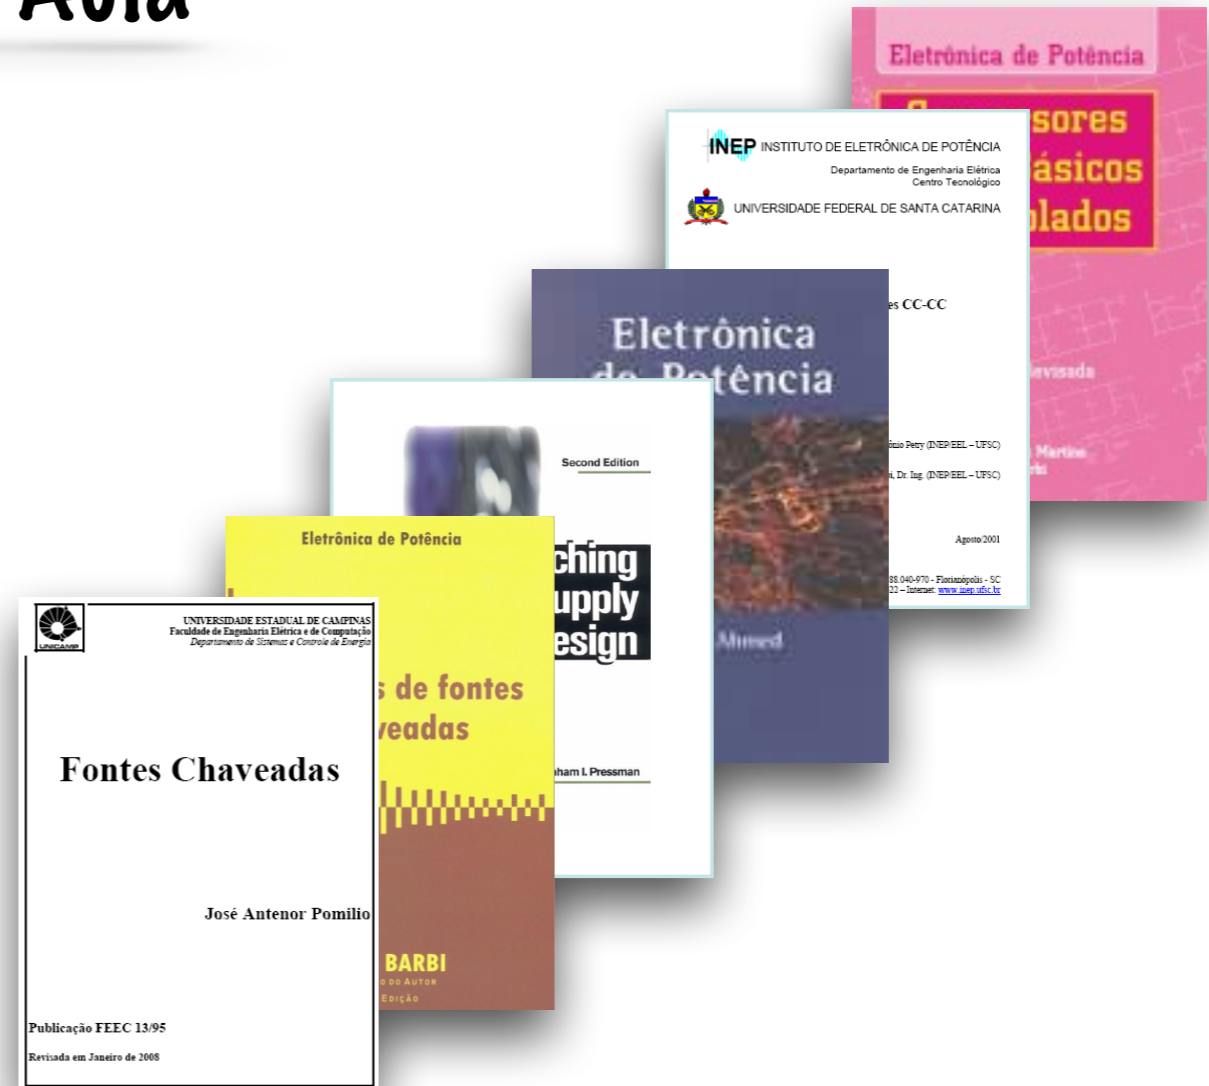 Aula
Eletrônica de Potência
sores
ásicos
lados
evisada
Martins
INEP INSTITUTO DE ELETRÔNICA DE POTÊNCIA
Departamento de Engenharia Elétrica
Centro Tecnológico
UNIVERSIDADE FEDERAL DE SANTA CATARINA
es CC-CC
ônio Petry (INEP/EEL – UFSC)
i, Dr. Ing. (INEP/EEL – UFSC)
Agosto/2001
88.040-970 - Florianópolis - SC
22 – Internet: www.inep.ufsc.br
Eletrônica
de Potência
Ahmed
Second Edition
ching
upply
esign
ham I. Pressman
Eletrônica de Potência
s de fontes
veadas
BARBI
O DO AUTOR
EDIÇÃO
UNICAMP
UNIVERSIDADE ESTADUAL DE CAMPINAS
Faculdade de Engenharia Elétrica e de Computação
Departamento de Sistemas e Controle de Energia
Fontes Chaveadas
José Antenor Pomilio
Publicação FEEC 13/95
Revisada em Janeiro de 2008